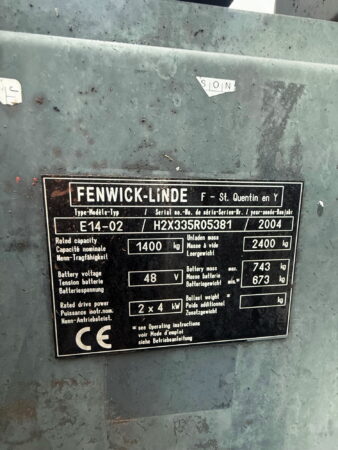 SON
FENWICK-LINDE F - St. Quentin en Y
Type-Modèle-Typ / Serial no.-No. de série-Serien-Nr. / year-année-Baujahr
E14-02 / H2X335R05381 / 2004
Rated capacity
Capacité nominale 1400 kg
Nenn-Tragfähigkeit
Unladen mass
Masse à vide 2400 kg
Leergewicht
Battery voltage
Tension batterie 48 V
Batteriespannung
Battery mass max. 743 kg
Masse batterie
Batteriegewicht min. 673 kg
Rated drive power
Puissance motr.nom. 2 x 4 kW
Nenn-Antriebsleist.
Ballast weight *
Poids additionnel kg
Zusatzgewicht
CE
* see Operating instructions
voir Mode d'emploi
siehe Betriebsanleitung